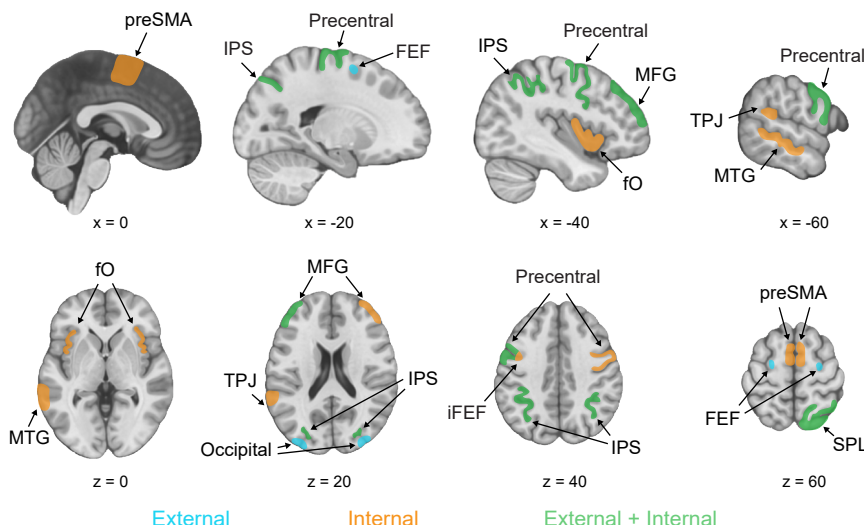 preSMA
Precentral
IPS
FEF
IPS
Precentral
MFG
fO
Precentral
TPJ
MTG
x = 0
x = -20
x = -40
x = -60
fO
MTG
MFG
TPJ
IPS
Occipital
Precentral
iFEF
IPS
preSMA
FEF
SPL
z = 0
z = 20
z = 40
z = 60
External
Internal
External + Internal